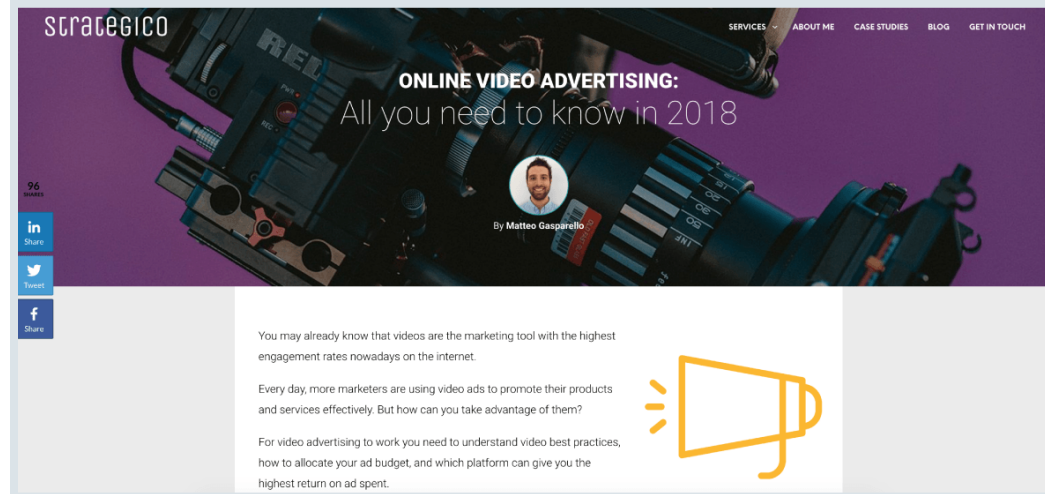 strategico
SERVICES
ABOUT ME
CASE STUDIES
BLOG
GET IN TOUCH
ONLINE VIDEO ADVERTISING:
All you need to know in 2018
By Matteo Gasparello
96
SHARES
in
Share
Tweet
f
Share
You may already know that videos are the marketing tool with the highest
engagement rates nowadays on the internet.
Every day, more marketers are using video ads to promote their products
and services effectively. But how can you take advantage of them?
For video advertising to work you need to understand video best practices,
how to allocate your ad budget, and which platform can give you the
highest return on ad spent.